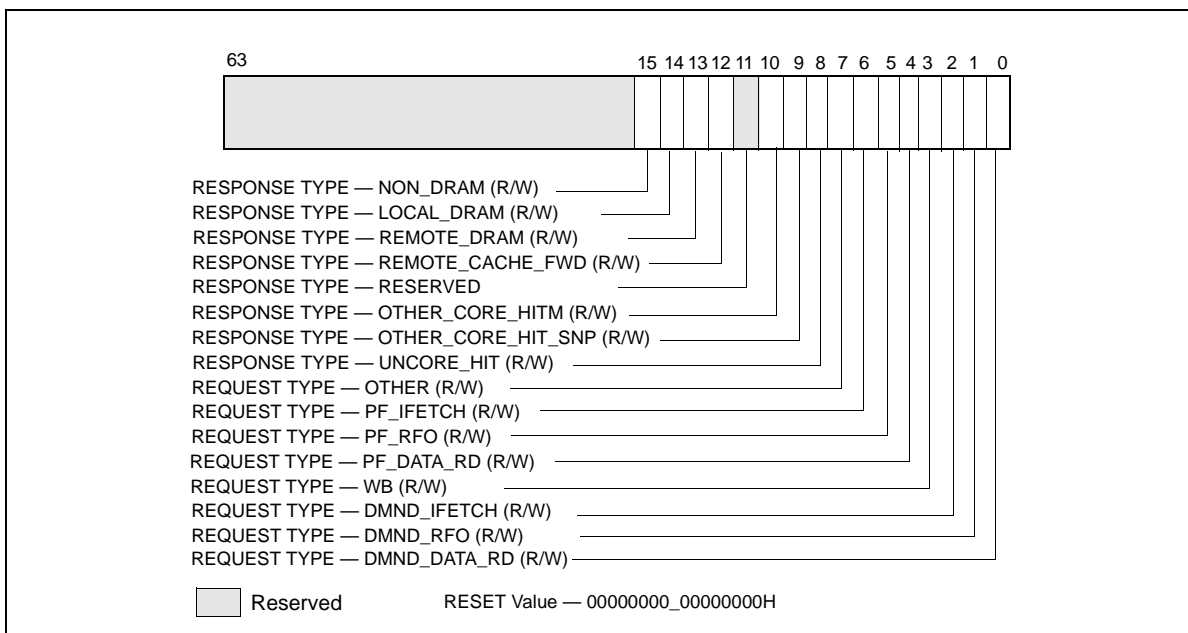 63 15 14 13 12 11 10 9 8 7 6 5 4 3 2 1 0
RESPONSE TYPE — NON_DRAM (R/W)
RESPONSE TYPE — LOCAL_DRAM (R/W)
RESPONSE TYPE — REMOTE_DRAM (R/W)
RESPONSE TYPE — REMOTE_CACHE_FWD (R/W)
RESPONSE TYPE — RESERVED
RESPONSE TYPE — OTHER_CORE_HITM (R/W)
RESPONSE TYPE — OTHER_CORE_HIT_SNP (R/W)
RESPONSE TYPE — UNCORE_HIT (R/W)
REQUEST TYPE — OTHER (R/W)
REQUEST TYPE — PF_IFETCH (R/W)
REQUEST TYPE — PF_RFO (R/W)
REQUEST TYPE — PF_DATA_RD (R/W)
REQUEST TYPE — WB (R/W)
REQUEST TYPE — DMND_IFETCH (R/W)
REQUEST TYPE — DMND_RFO (R/W)
REQUEST TYPE — DMND_DATA_RD (R/W)
Reserved RESET Value — 00000000_00000000H